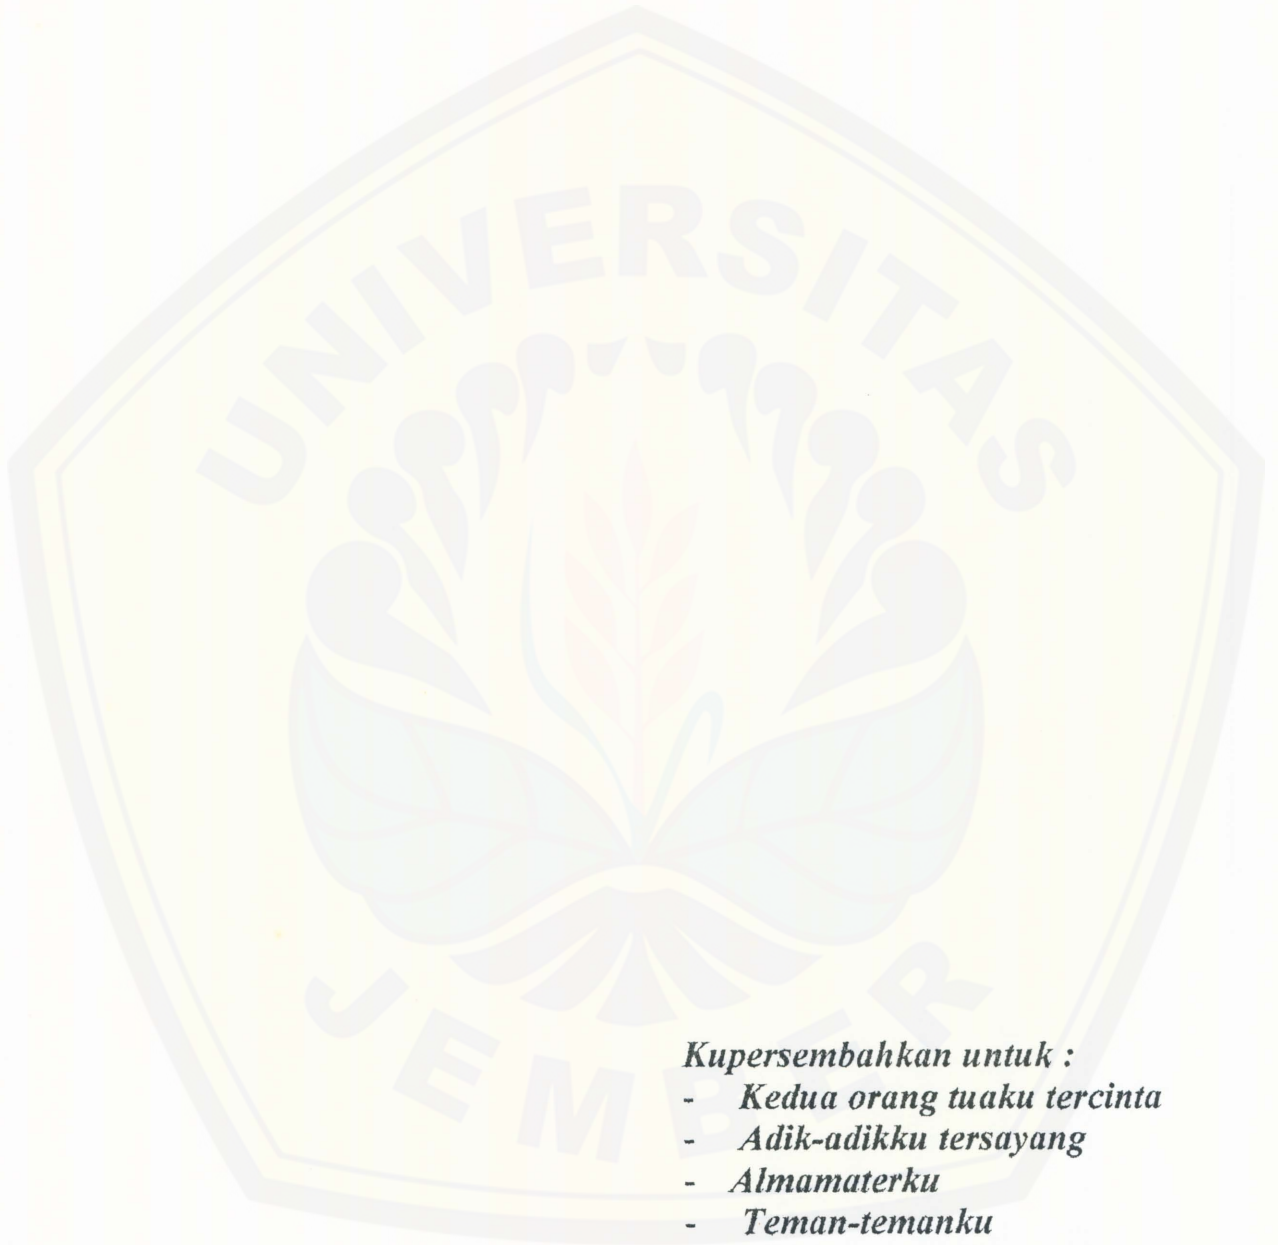 UNIVERSITAS
JEMBER
Kupersembahkan untuk :
- Kedua orang tuaku tercinta
- Adik-adikku tersayang
- Almamaterku
- Teman-temanku